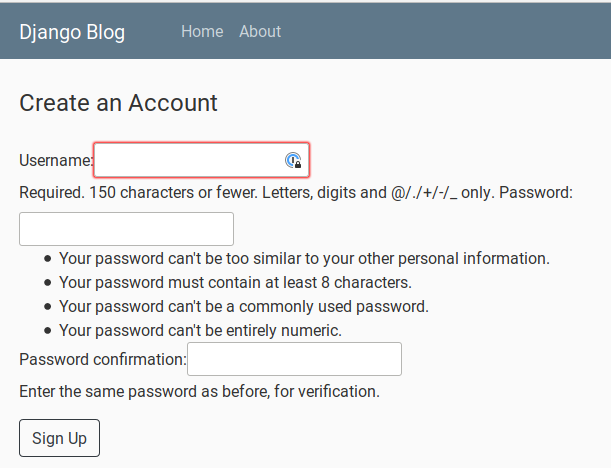 Django Blog Home About
Create an Account
Username:
Required. 150 characters or fewer. Letters, digits and @/./+/-/_ only. Password:
Your password can't be too similar to your other personal information.
Your password must contain at least 8 characters.
Your password can't be a commonly used password.
Your password can't be entirely numeric.
Password confirmation:
Enter the same password as before, for verification.
Sign Up